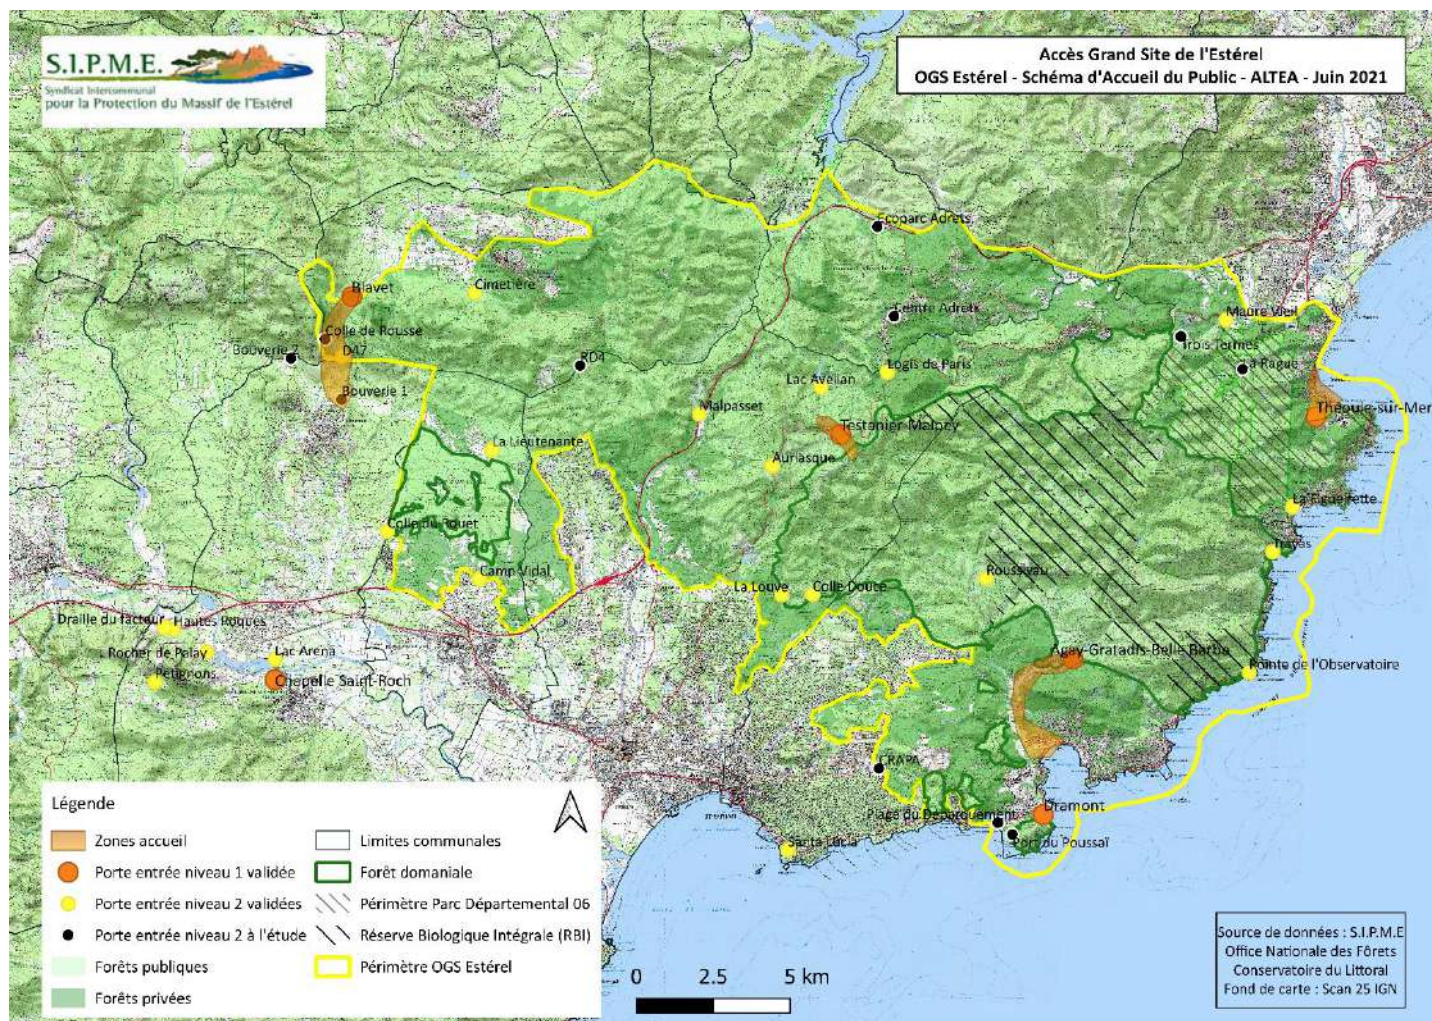 S.I.P.M.E.
Syndicat Intercommunal
pour la Protection du Massif de l'Estérel
Accès Grand Site de l'Estérel
OGS Estérel - Schéma d'Accueil du Public - ALTEA - Juin 2021
Ecoparc Adrets
Blavet
Cimetière
Colle de Rousse
Centre Adrets
Maure Vieil
Bouverie 2
D47
RD4
Trois Termes
La Rague
Logis de Paris
Lac Avellan
Bouverie 1
Malpasset
Théoule-sur-Mer
Testanier-Malpey
La Lieutenante
Auriasque
La Figueirette
Colle du Rouet
Trayas
Camp Vidal
Roussivau
La Louve
Colle Douce
Draille du facteur
Hautes Roques
Rocher de Palay
Lac Arena
Agay-Gratadis-Belle Barbe
Pointe de l'Observatoire
Petignons
Chapelle Saint-Roch
CRAPA
Dramont
Plage du Débarquement
Port du Poussaï
Santa Lucia
Légende
Zones accueil
Porte entrée niveau 1 validée
Porte entrée niveau 2 validées
Porte entrée niveau 2 à l'étude
Forêts publiques
Forêts privées
Limites communales
Forêt domaniale
Périmètre Parc Départemental 06
Réserve Biologique Intégrale (RBI)
Périmètre OGS Estérel
0 2.5 5 km
Source de données : S.I.P.M.E
Office Nationale des Fôrets
Conservatoire du Littoral
Fond de carte : Scan 25 IGN